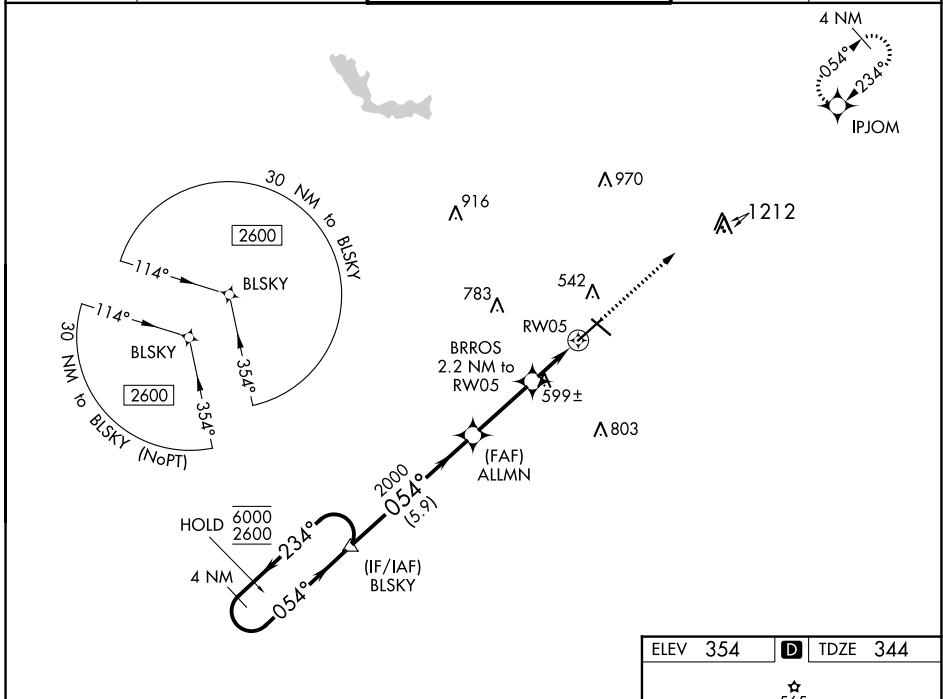 4 NM
054°
234°
IPJOM
970
916
1212
30 NM to BLSKY
2600
114°
BLSKY
354°
783
542
RW05
BRROS
2.2 NM to
RW05
599±
114°
BLSKY
2600
354°
30 NM to BLSKY (NoPT)
803
(FAF)
ALLMN
2000
054°
(5.9)
HOLD
6000
2600
234°
4 NM
054°
(IF/IAF)
BLSKY
ELEV 354 D TDZE 344